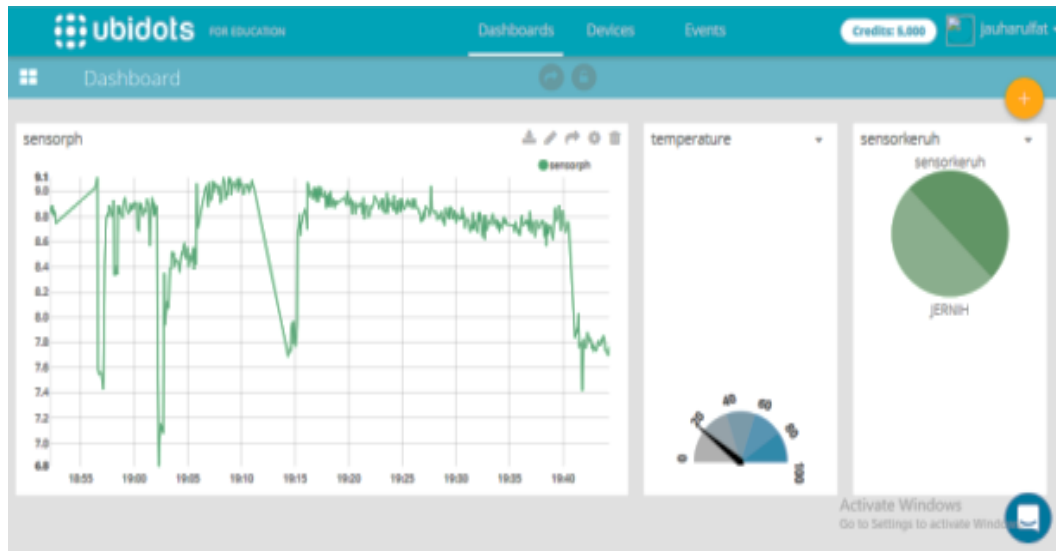 ubidots FOR EDUCATION Dashboards Devices Events Credits: 5,000 jauharulfat
Dashboard
+
sensorph
sensorph
9.1
9.0
8.8
8.6
8.4
8.2
8.0
7.8
7.6
7.4
7.2
7.0
6.8
18:55 19:00 19:05 19:10 19:15 19:20 19:25 19:30 19:35 19:40
temperature
0 20 40 60 80 100
sensorkeruh
sensorkeruh
JERNIH
Activate Windows
Go to Settings to activate Windo